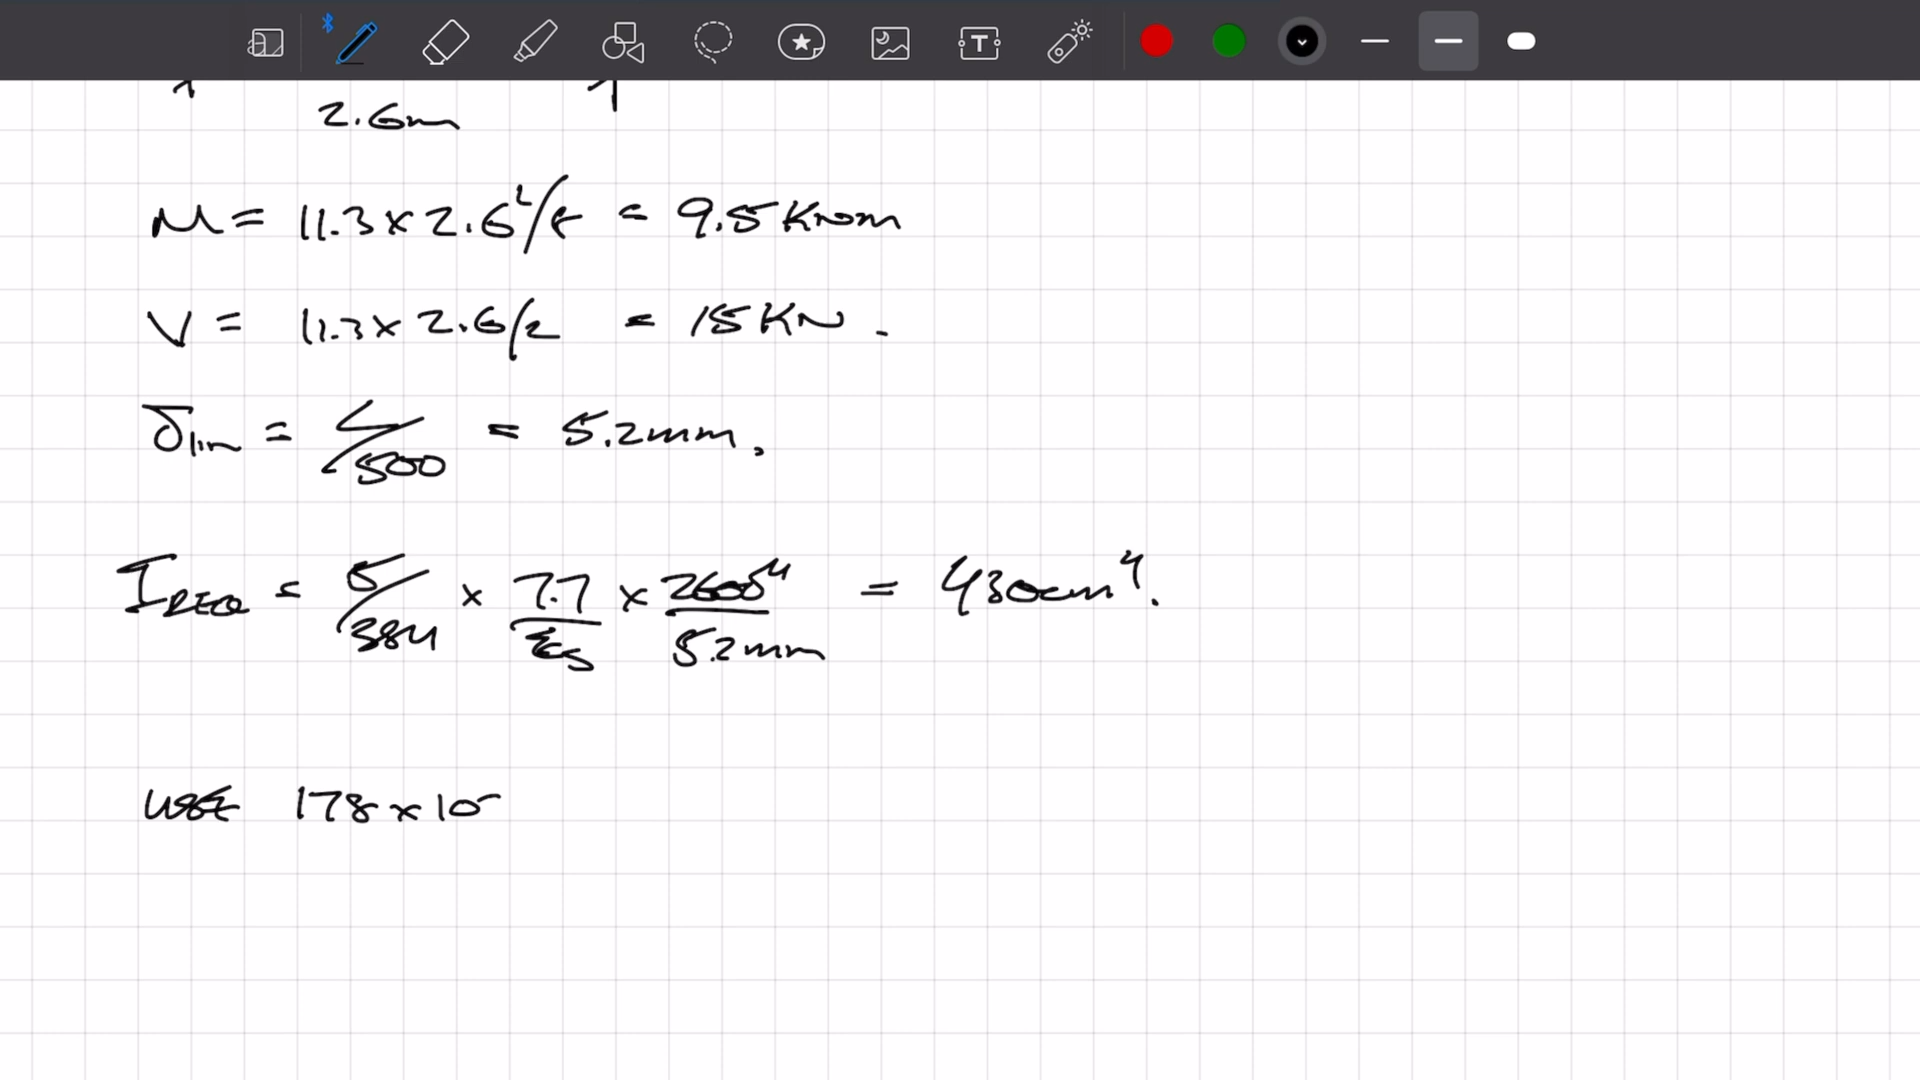 2.6m
M = 11.3 x 2.6²/8 = 9.5 KNm
V = 11.3 x 2.6/2 = 15 KN.
δlim = L/500 = 5.2mm.
IREQ = 5/384 x 7.7/Es x 2600⁴/5.2mm = 430cm⁴.
USE 178 x 10